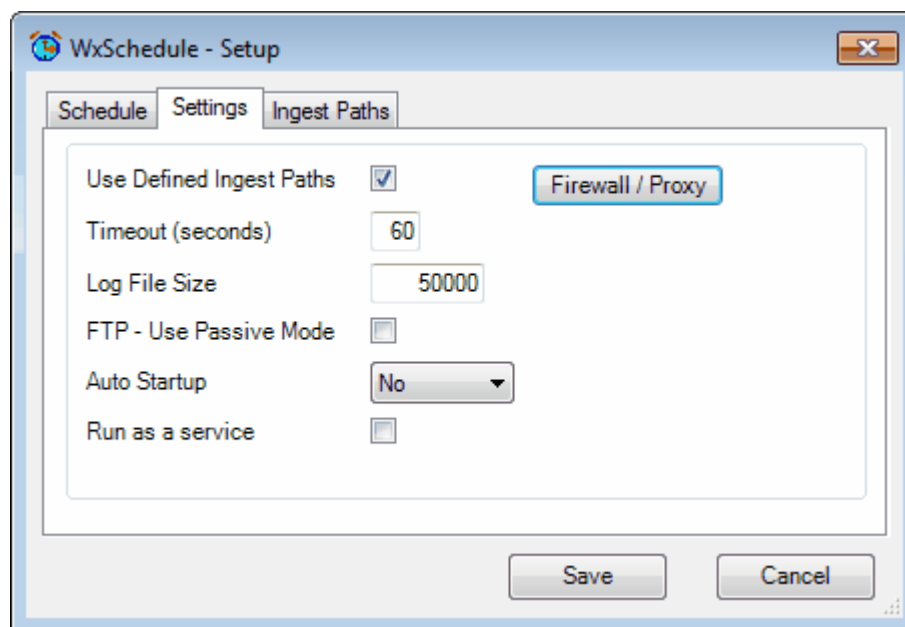 WxSchedule - Setup
Schedule Settings Ingest Paths
Use Defined Ingest Paths Firewall / Proxy
Timeout (seconds) 60
Log File Size 50000
FTP - Use Passive Mode
Auto Startup No
Run as a service
Save Cancel